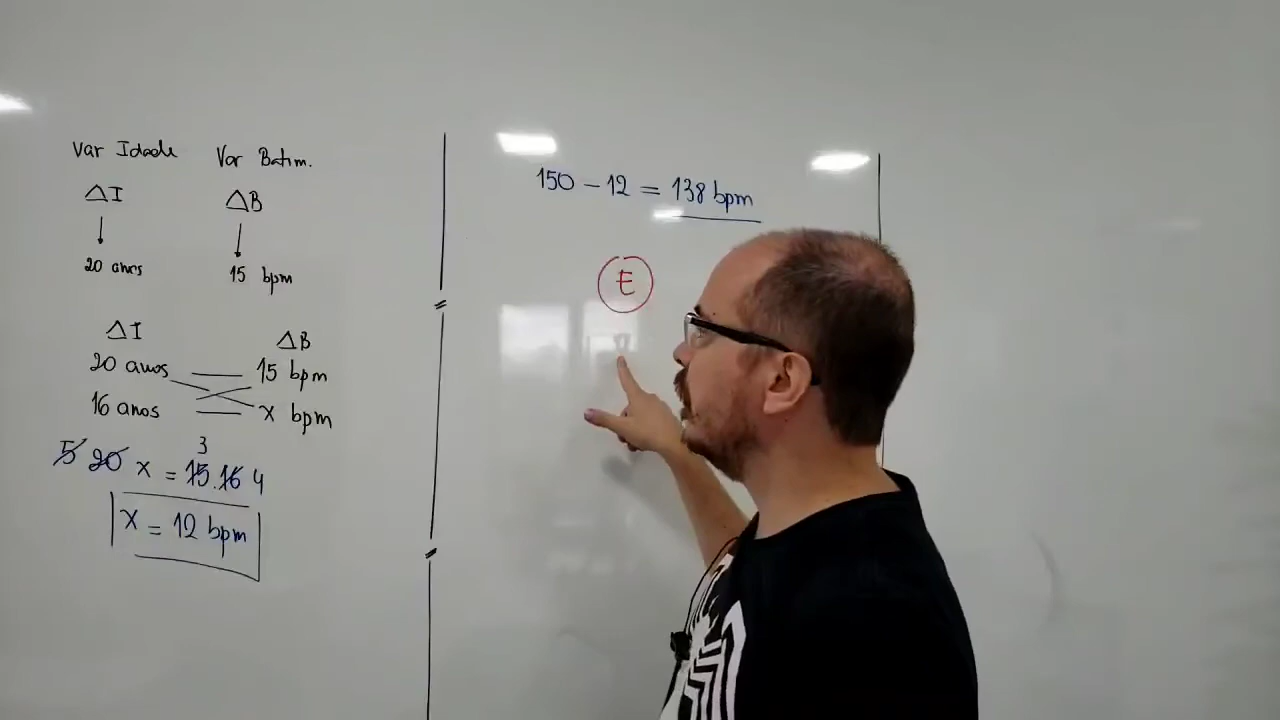 Var Idade Var Batim.
ΔI ΔB
↓ ↓
20 anos 15 bpm
ΔI ΔB
20 anos 15 bpm
16 anos x bpm
3
5 20 x = 15.16 4
x = 12 bpm
150 - 12 = 138 bpm
E